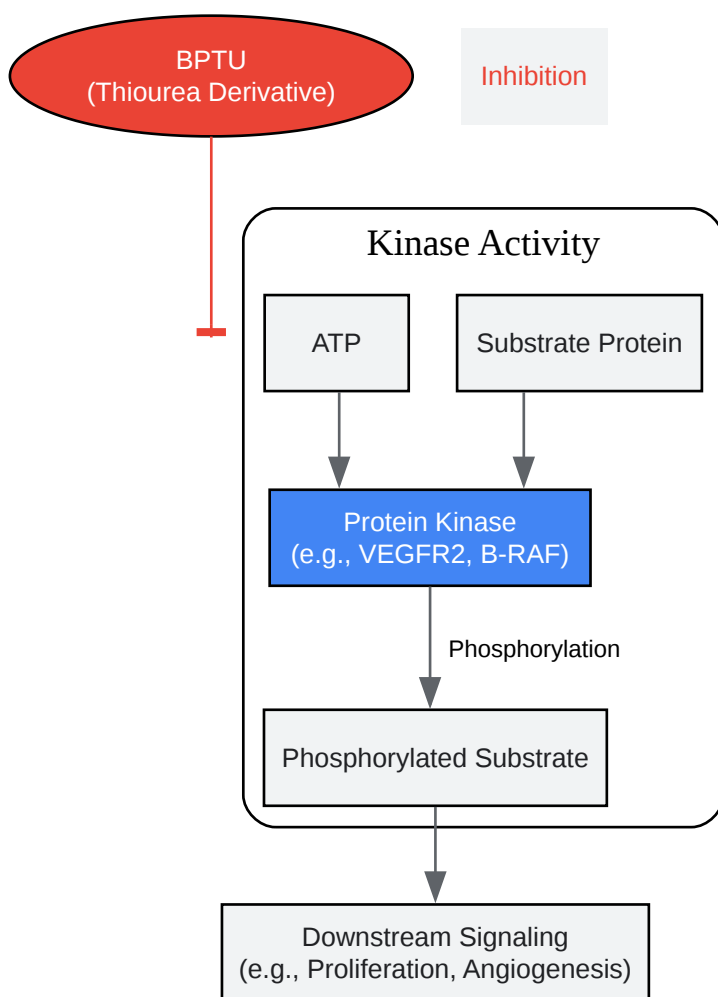 BPTU
(Thiourea Derivative)
Inhibition
Kinase Activity
ATP
Substrate Protein
Protein Kinase
(e.g., VEGFR2, B-RAF)
Phosphorylation
Phosphorylated Substrate
Downstream Signaling
(e.g., Proliferation, Angiogenesis)